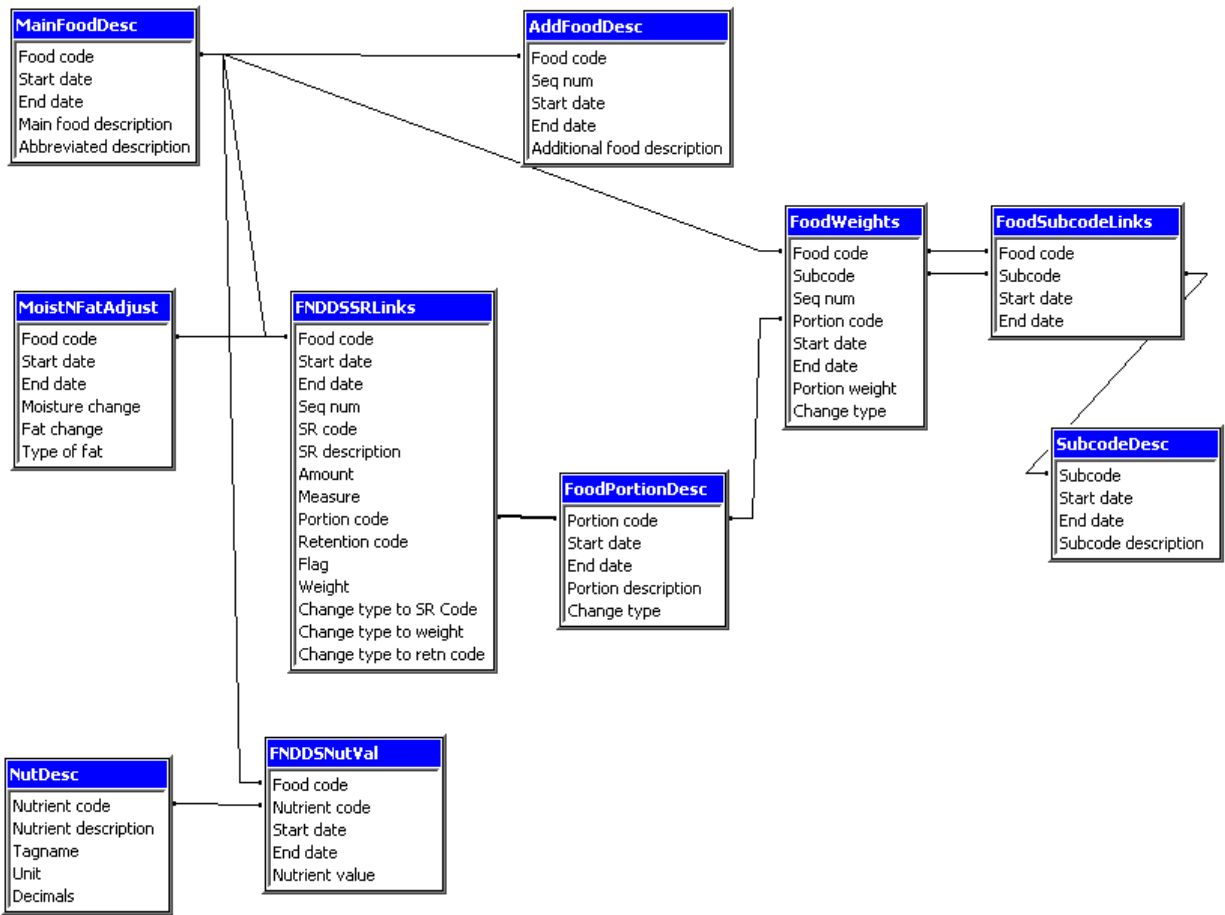 MainFoodDesc
Food code
Start date
End date
Main food description
Abbreviated description
AddFoodDesc
Food code
Seq num
Start date
End date
Additional food description
FoodWeights
Food code
Subcode
Seq num
Portion code
Start date
End date
Portion weight
Change type
FoodSubcodeLinks
Food code
Subcode
Start date
End date
MoistNFatAdjust
Food code
Start date
End date
Moisture change
Fat change
Type of fat
FNDDSSRLinks
Food code
Start date
End date
Seq num
SR code
SR description
Amount
Measure
Portion code
Retention code
Flag
Weight
Change type to SR Code
Change type to weight
Change type to retn code
FoodPortionDesc
Portion code
Start date
End date
Portion description
Change type
SubcodeDesc
Subcode
Start date
End date
Subcode description
NutDesc
Nutrient code
Nutrient description
Tagname
Unit
Decimals
FNDDSNutVal
Food code
Nutrient code
Start date
End date
Nutrient value